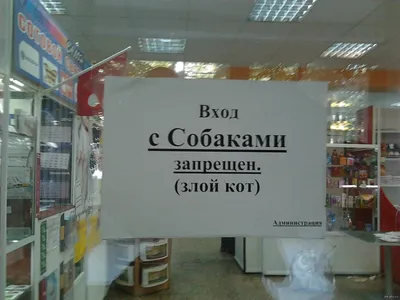 Вход
с Собаками
запрещен.
(злой кот)
Администрация